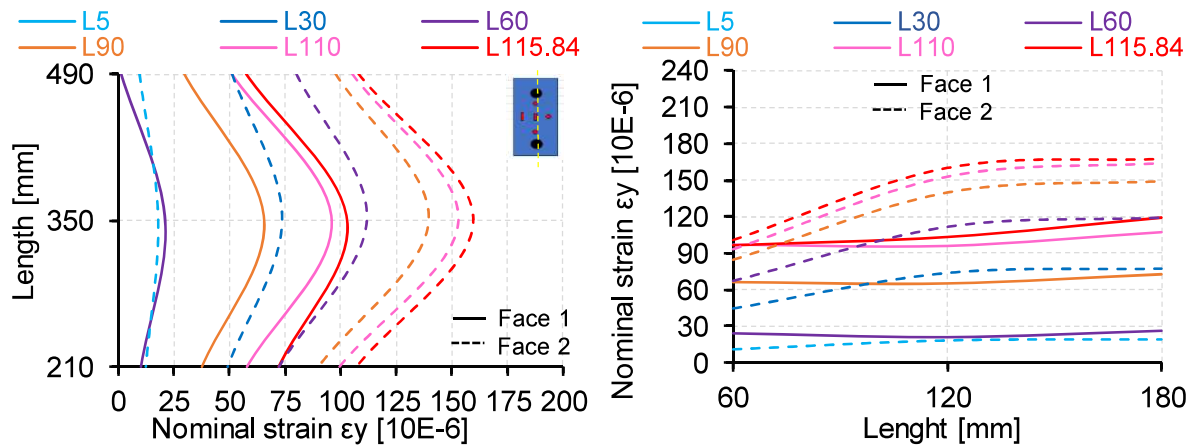 L5 L30 L60
L90 L110 L115.84
490
350
210
Length [mm]
Face 1
Face 2
0 25 50 75 100 125 150 175 200
Nominal strain εy [10E-6]
L5 L30 L60
L90 L110 L115.84
240
210
180
150
120
90
60
30
0
Nominal strain εy [10E-6]
Face 1
Face 2
60 120 180
Lenght [mm]